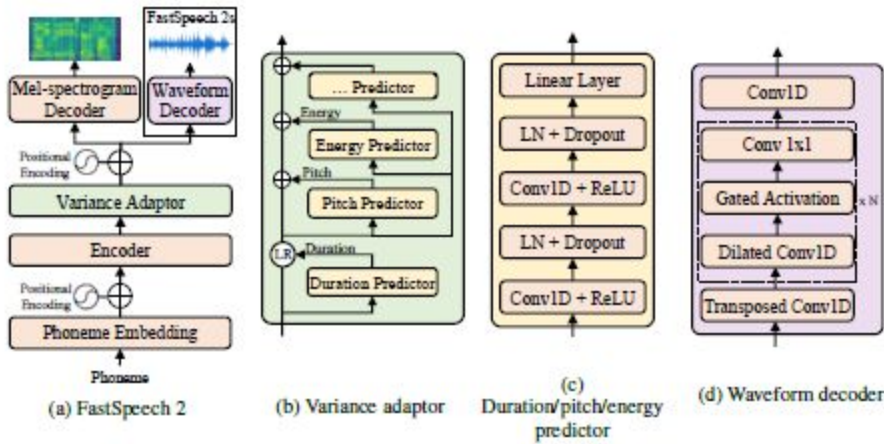 FastSpeech 2s
Mel-spectrogram
Decoder
Waveform
Decoder
Positional
Encoding
Variance Adaptor
Encoder
Positional
Encoding
Phoneme Embedding
Phoneme
(a) FastSpeech 2
... Predictor
Energy
Energy Predictor
Pitch
Pitch Predictor
LR
Duration
Duration Predictor
(b) Variance adaptor
Linear Layer
LN + Dropout
Conv1D + ReLU
LN + Dropout
Conv1D + ReLU
(c)
Duration/pitch/energy
predictor
Conv1D
Conv 1x1
Gated Activation
x N
Dilated Conv1D
Transposed Conv1D
(d) Waveform decoder